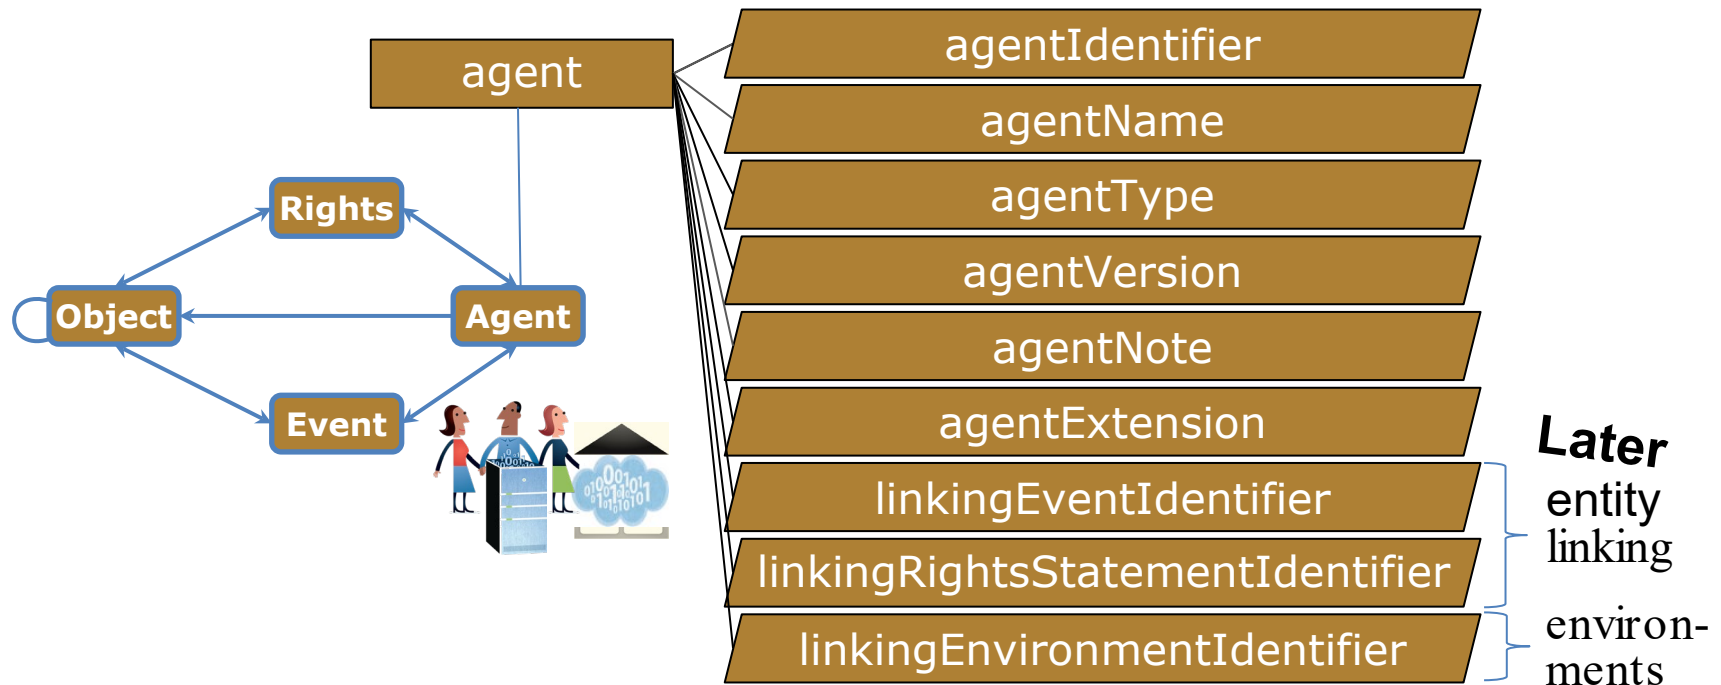 agent
agentIdentifier
agentName
agentType
agentVersion
agentNote
agentExtension
linkingEventIdentifier
linkingRightsStatementIdentifier
linkingEnvironmentIdentifier
Rights
Object
Agent
Event
Later
entity
linking
environ-
ments